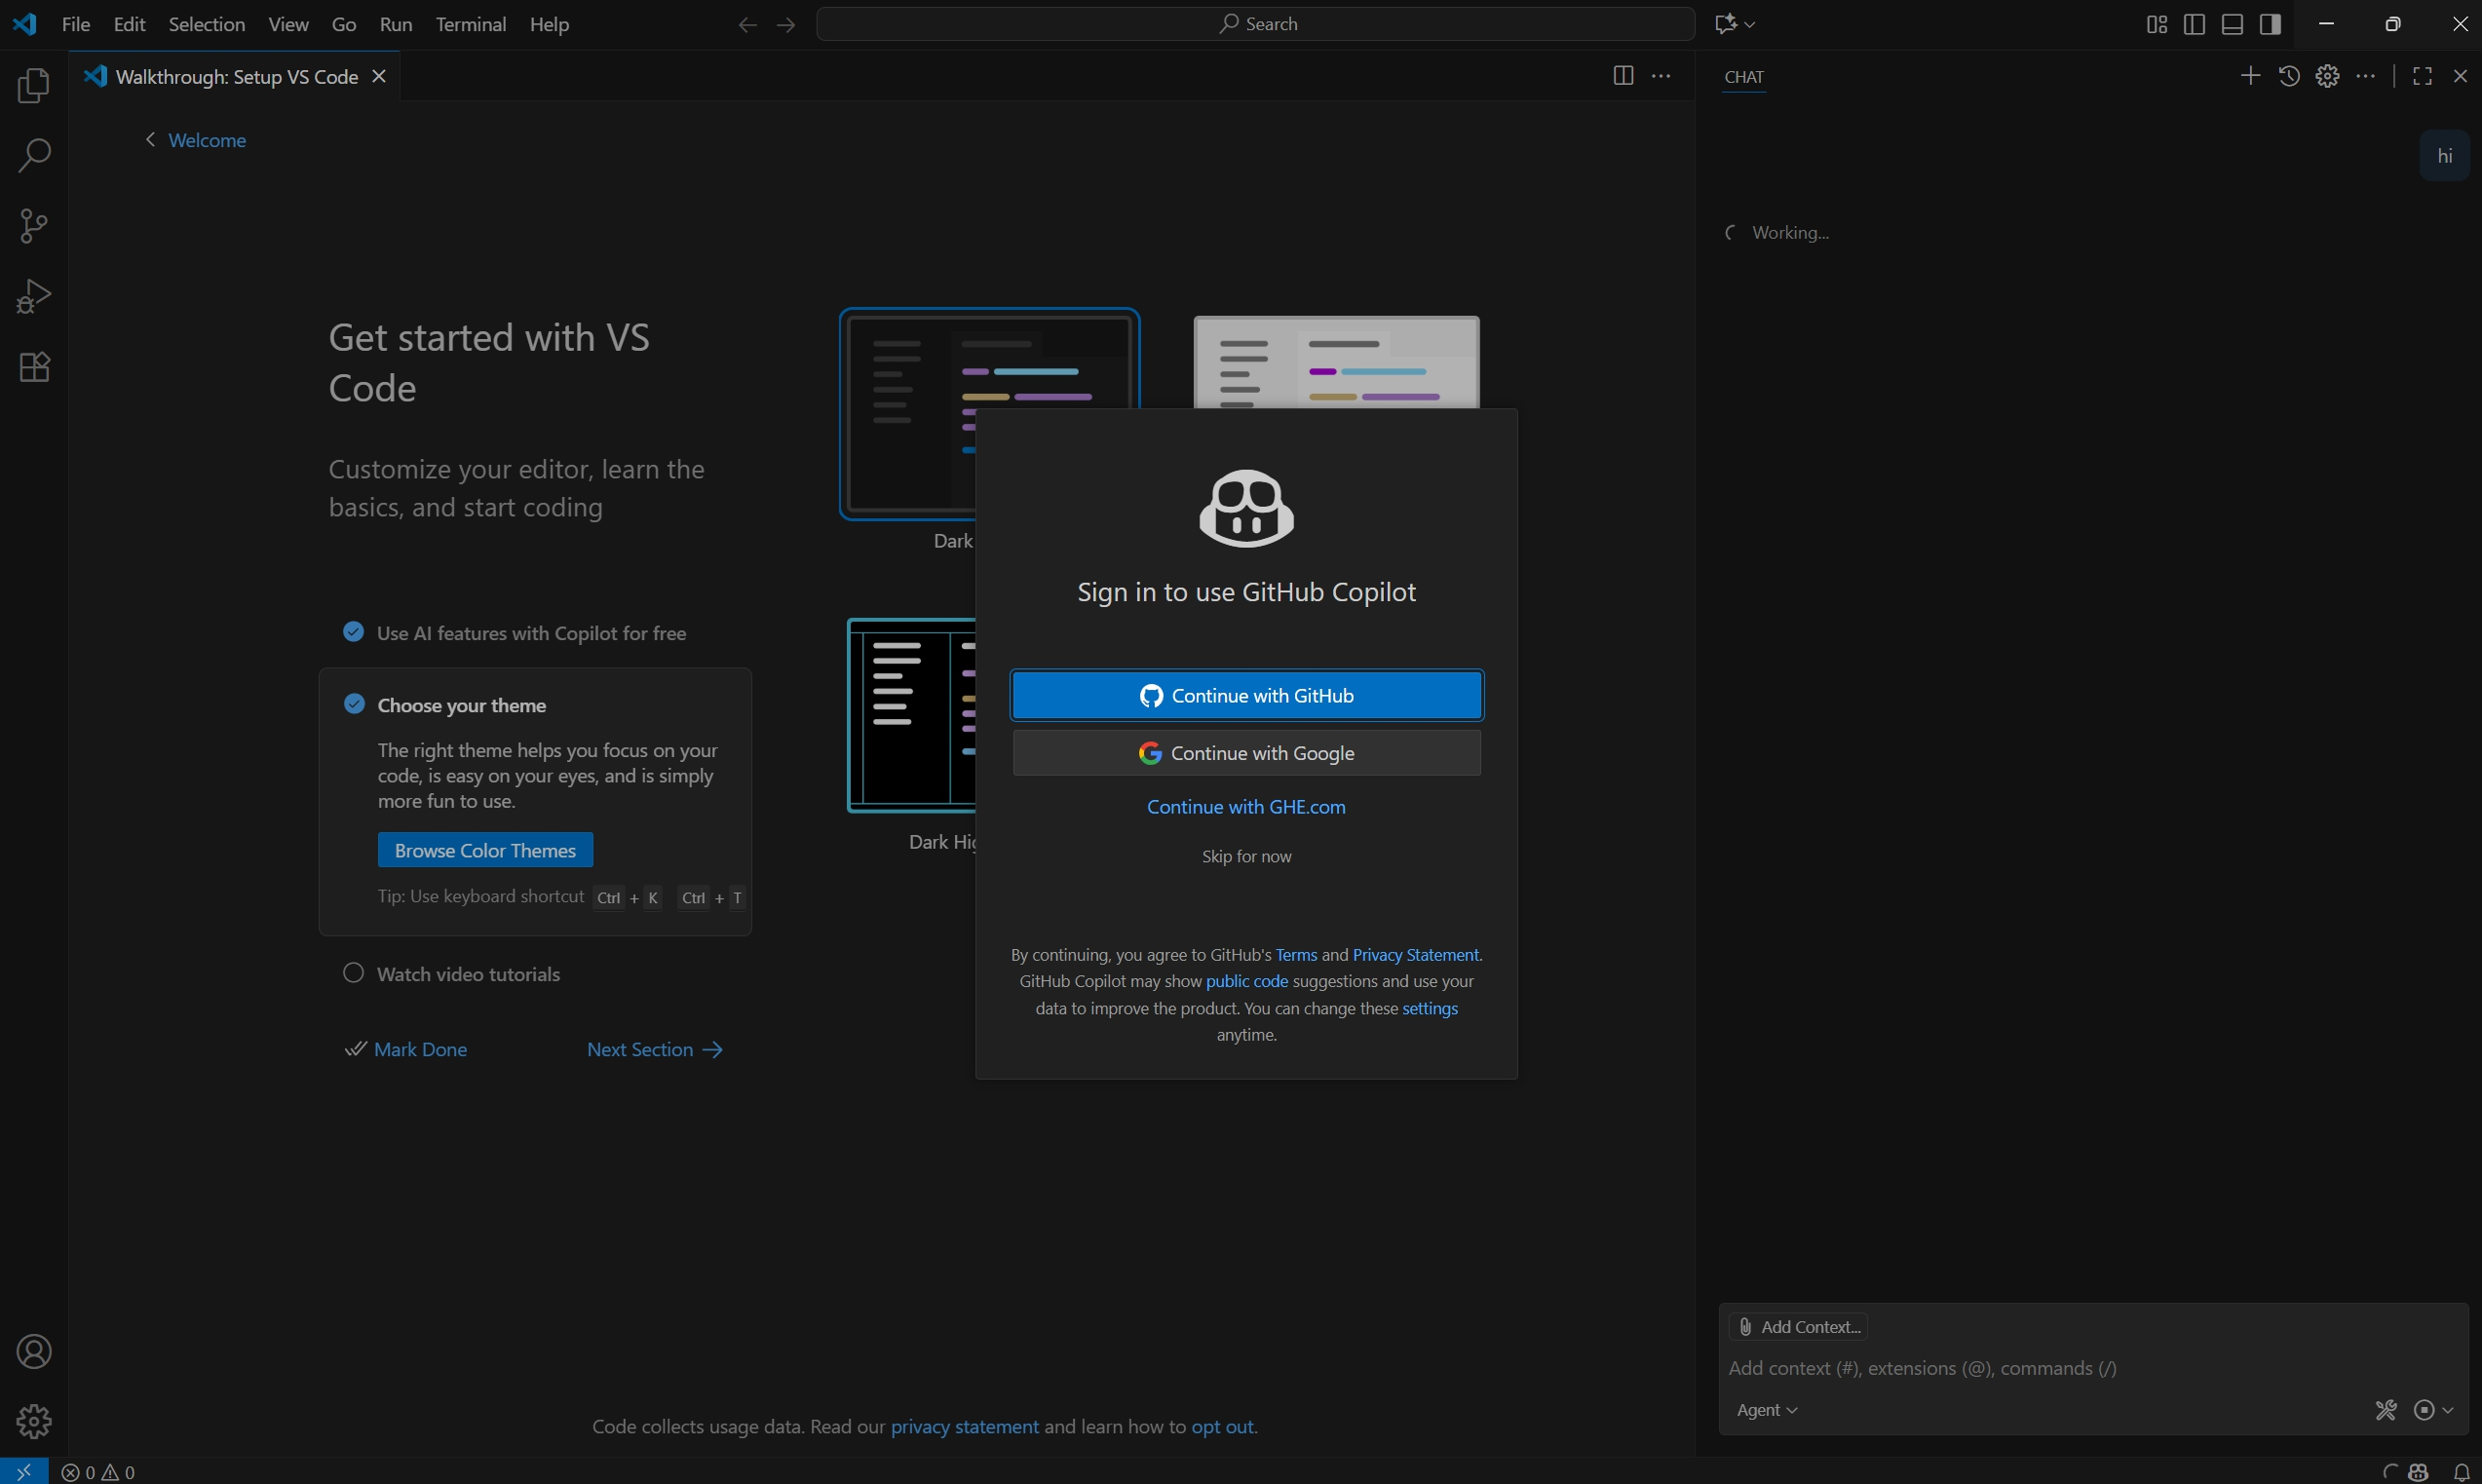 File Edit Selection View Go Run Terminal Help
Search
Walkthrough: Setup VS Code
CHAT
Welcome
hi
Working...
Get started with VS
Code
Customize your editor, learn the
basics, and start coding
Dark
Use AI features with Copilot for free
Choose your theme
The right theme helps you focus on your
code, is easy on your eyes, and is simply
more fun to use.
Browse Color Themes
Tip: Use keyboard shortcut Ctrl + K Ctrl + T
Watch video tutorials
Mark Done
Next Section
Dark Hi
Sign in to use GitHub Copilot
Continue with GitHub
Continue with Google
Continue with GHE.com
Skip for now
By continuing, you agree to GitHub's Terms and Privacy Statement.
GitHub Copilot may show public code suggestions and use your
data to improve the product. You can change these settings
anytime.
Code collects usage data. Read our privacy statement and learn how to opt out.
Add Context...
Add context (#), extensions (@), commands (/)
Agent
0 0